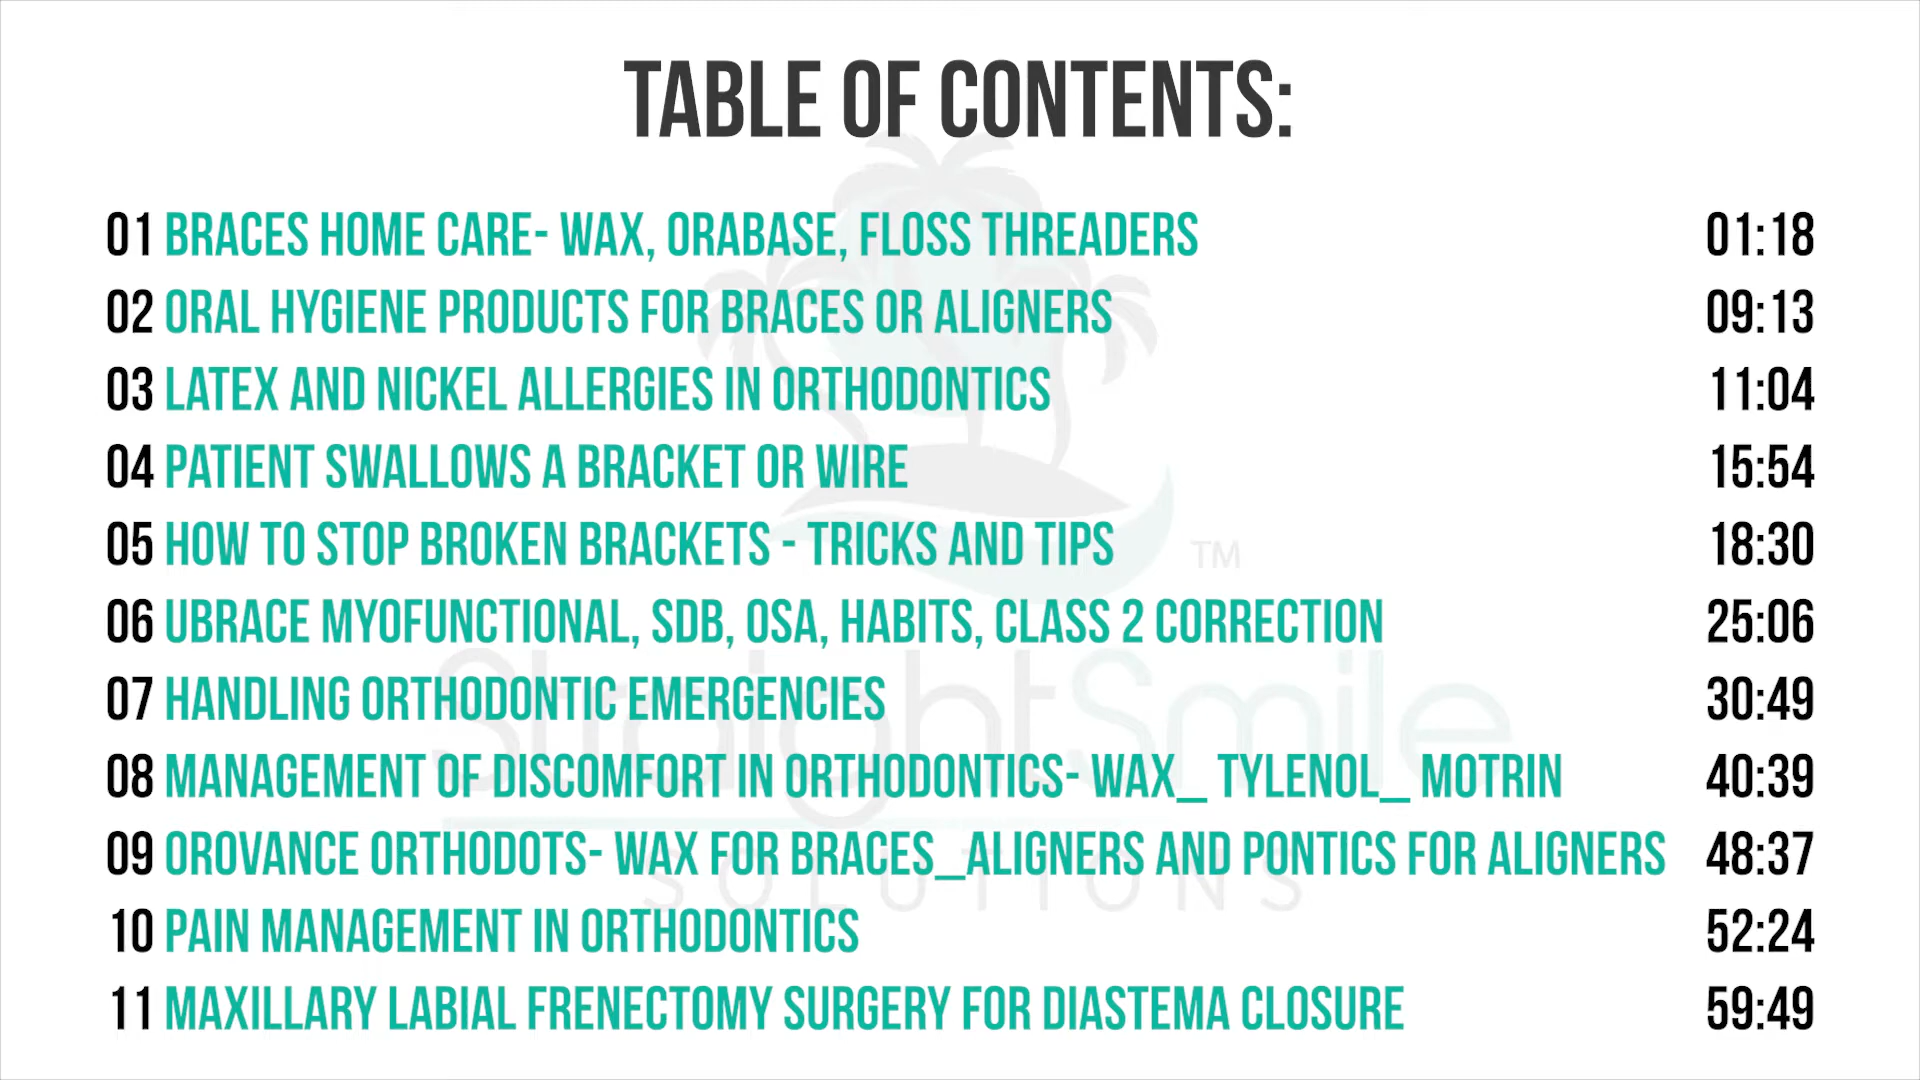 TABLE OF CONTENTS:
01 BRACES HOME CARE- WAX, ORABASE, FLOSS THREADERS 01:18
02 ORAL HYGIENE PRODUCTS FOR BRACES OR ALIGNERS 09:13
03 LATEX AND NICKEL ALLERGIES IN ORTHODONTICS 11:04
04 PATIENT SWALLOWS A BRACKET OR WIRE 15:54
05 HOW TO STOP BROKEN BRACKETS - TRICKS AND TIPS 18:30
TM
06 UBRACE MYOFUNCTIONAL, SDB, OSA, HABITS, CLASS 2 CORRECTION 25:06
StraightSmile
07 HANDLING ORTHODONTIC EMERGENCIES 30:49
08 MANAGEMENT OF DISCOMFORT IN ORTHODONTICS- WAX_ TYLENOL_ MOTRIN 40:39
09 OROVANCE ORTHODOTS- WAX FOR BRACES_ALIGNERS AND PONTICS FOR ALIGNERS 48:37
SOLUTIONS
10 PAIN MANAGEMENT IN ORTHODONTICS 52:24
11 MAXILLARY LABIAL FRENECTOMY SURGERY FOR DIASTEMA CLOSURE 59:49